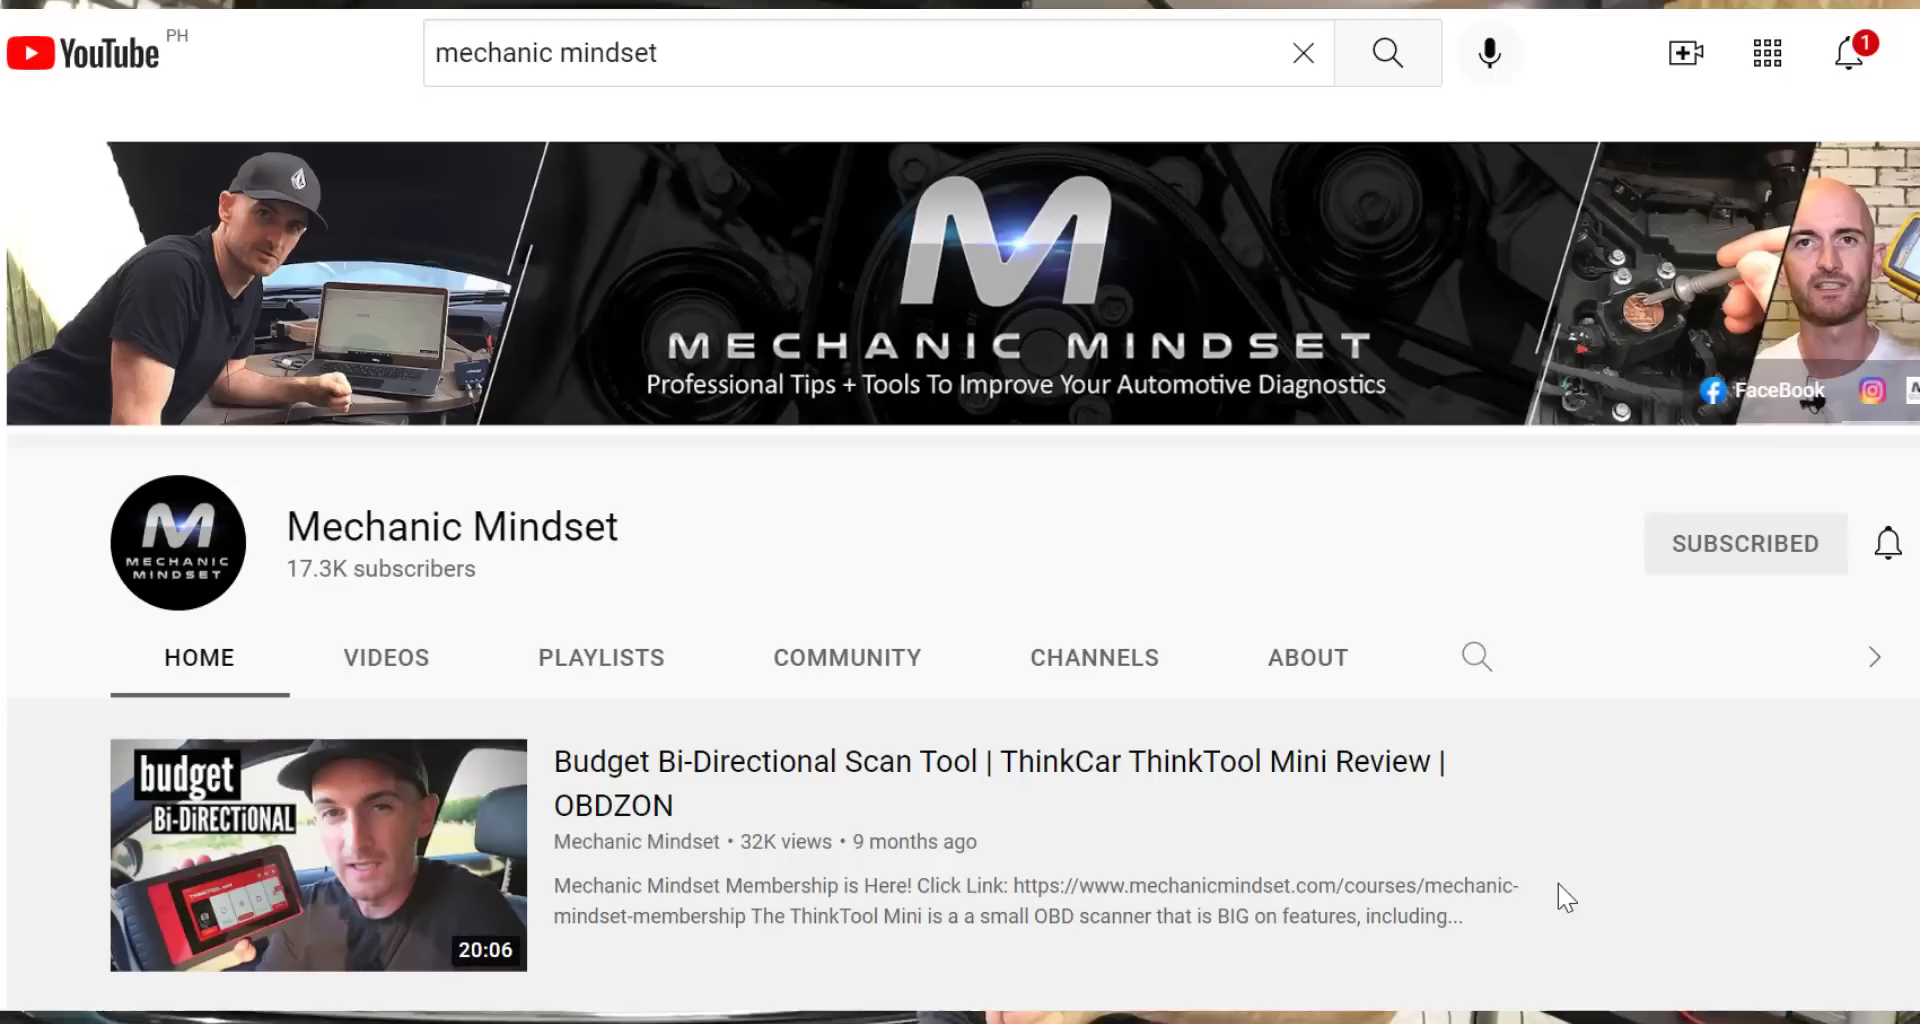 YouTube PH
mechanic mindset
1
M
MECHANIC MINDSET
Professional Tips + Tools To Improve Your Automotive Diagnostics
FaceBook
M
MECHANIC
MINDSET
Mechanic Mindset
17.3K subscribers
SUBSCRIBED
HOME VIDEOS PLAYLISTS COMMUNITY CHANNELS ABOUT
budget
Bi-DiRECTiONAL
20:06
Budget Bi-Directional Scan Tool | ThinkCar ThinkTool Mini Review |
OBDZON
Mechanic Mindset • 32K views • 9 months ago
Mechanic Mindset Membership is Here! Click Link: https://www.mechanicmindset.com/courses/mechanic-
mindset-membership The ThinkTool Mini is a a small OBD scanner that is BIG on features, including...